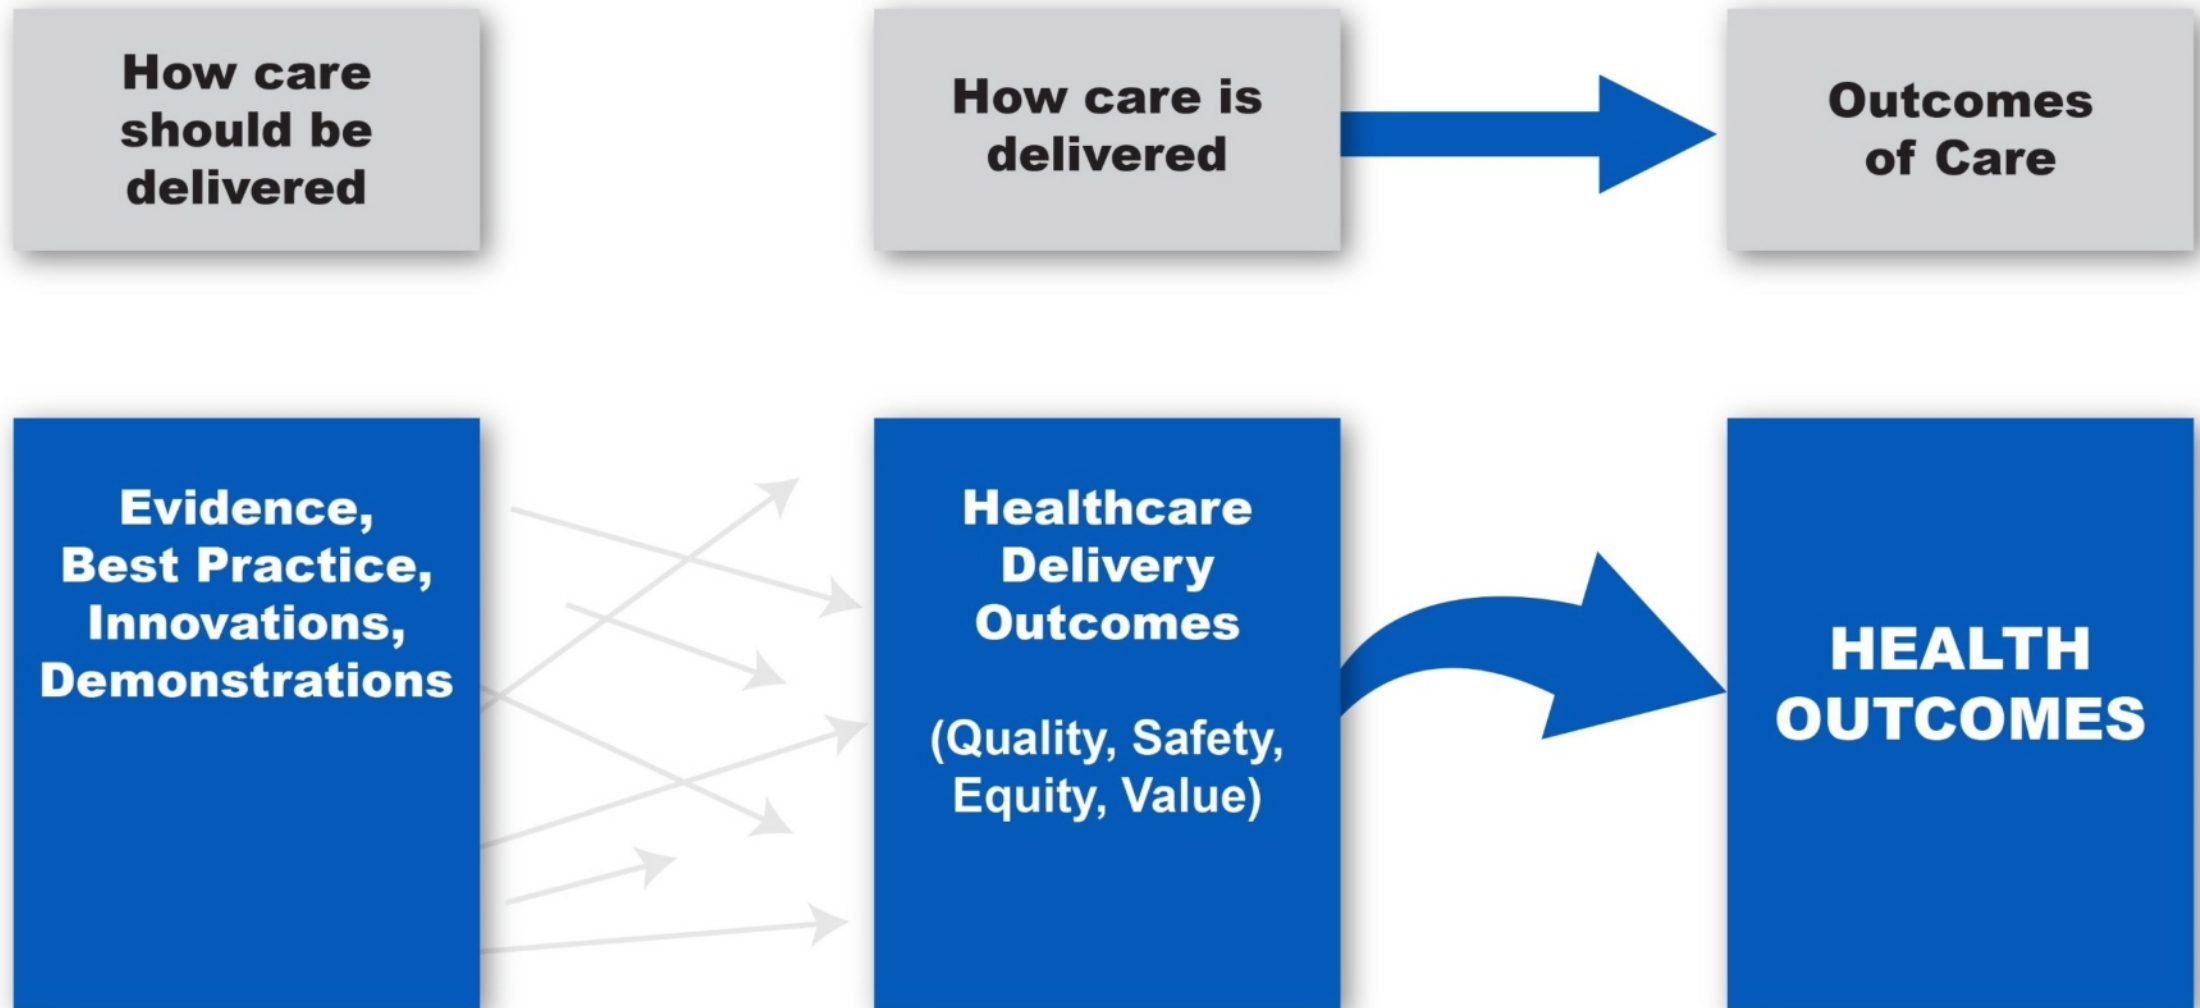 How care
should be
delivered
How care is
delivered
Outcomes
of Care
Evidence,
Best Practice,
Innovations,
Demonstrations
Healthcare
Delivery
Outcomes
(Quality, Safety,
Equity, Value)
HEALTH
OUTCOMES